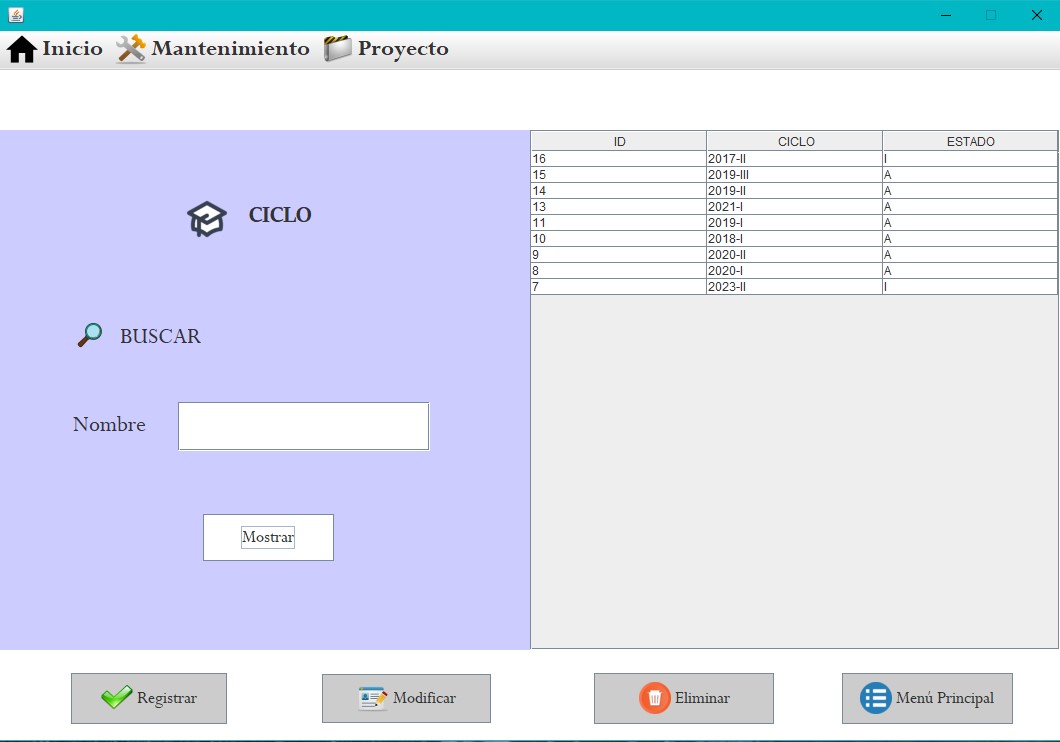 Inicio Mantenimiento Proyecto
CICLO
BUSCAR
Nombre
Mostrar
ID CICLO ESTADO
16 2017-II I
15 2019-III A
14 2019-II A
13 2021-I A
11 2019-I A
10 2018-I A
9 2020-II A
8 2020-I A
7 2023-II I
Registrar Modificar Eliminar Menú Principal